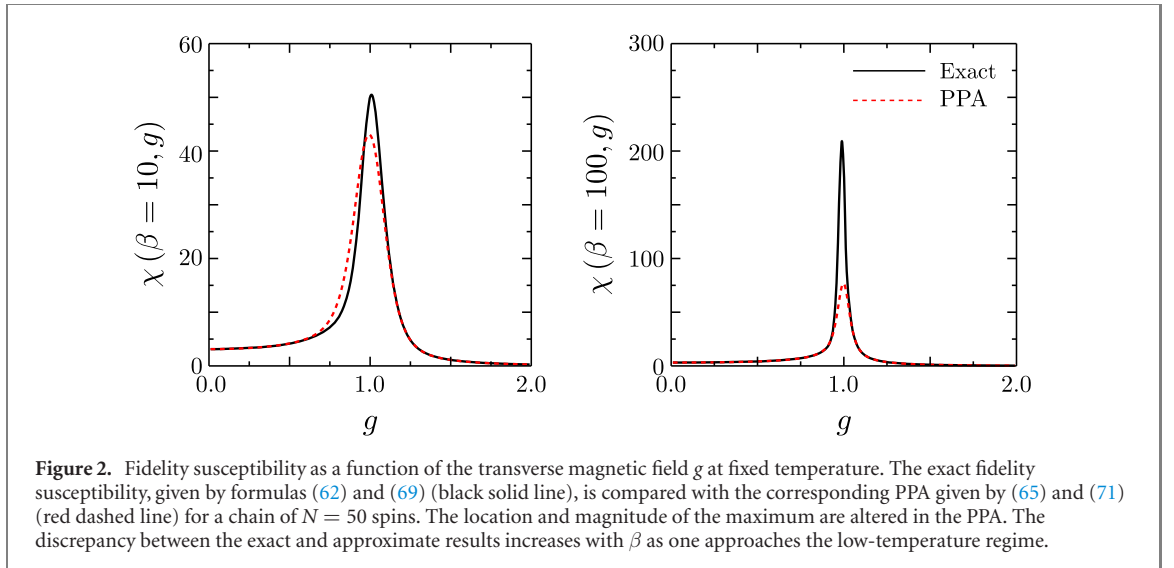 60
40
20
0
0.0
1.0
2.0
g
χ (β = 10, g)
300
200
100
0
0.0
1.0
2.0
g
χ (β = 100, g)
Exact
PPA
Figure 2. Fidelity susceptibility as a function of the transverse magnetic field g at fixed temperature. The exact fidelity
susceptibility, given by formulas (62) and (69) (black solid line), is compared with the corresponding PPA given by (65) and (71)
(red dashed line) for a chain of N = 50 spins. The location and magnitude of the maximum are altered in the PPA. The
discrepancy between the exact and approximate results increases with β as one approaches the low-temperature regime.